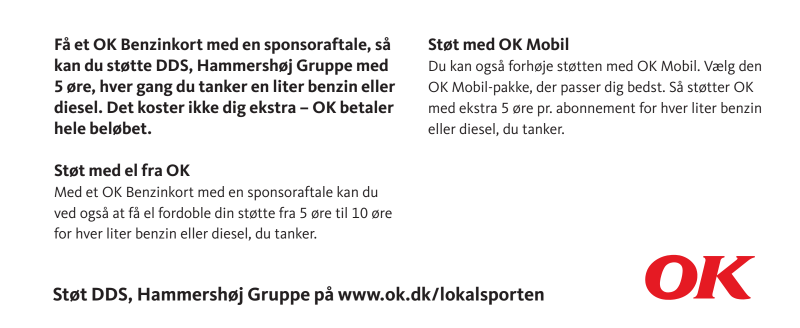 Få et OK Benzinkort med en sponsoraftale, så
kan du støtte DDS, Hammershøj Gruppe med
5 øre, hver gang du tanker en liter benzin eller
diesel. Det koster ikke dig ekstra – OK betaler
hele beløbet.
Støt med el fra OK
Med et OK Benzinkort med en sponsoraftale kan du
ved også at få el fordoble din støtte fra 5 øre til 10 øre
for hver liter benzin eller diesel, du tanker.
Støt med OK Mobil
Du kan også forhøje støtten med OK Mobil. Vælg den
OK Mobil-pakke, der passer dig bedst. Så støtter OK
med ekstra 5 øre pr. abonnement for hver liter benzin
eller diesel, du tanker.
Støt DDS, Hammershøj Gruppe på www.ok.dk/lokalsporten
OK